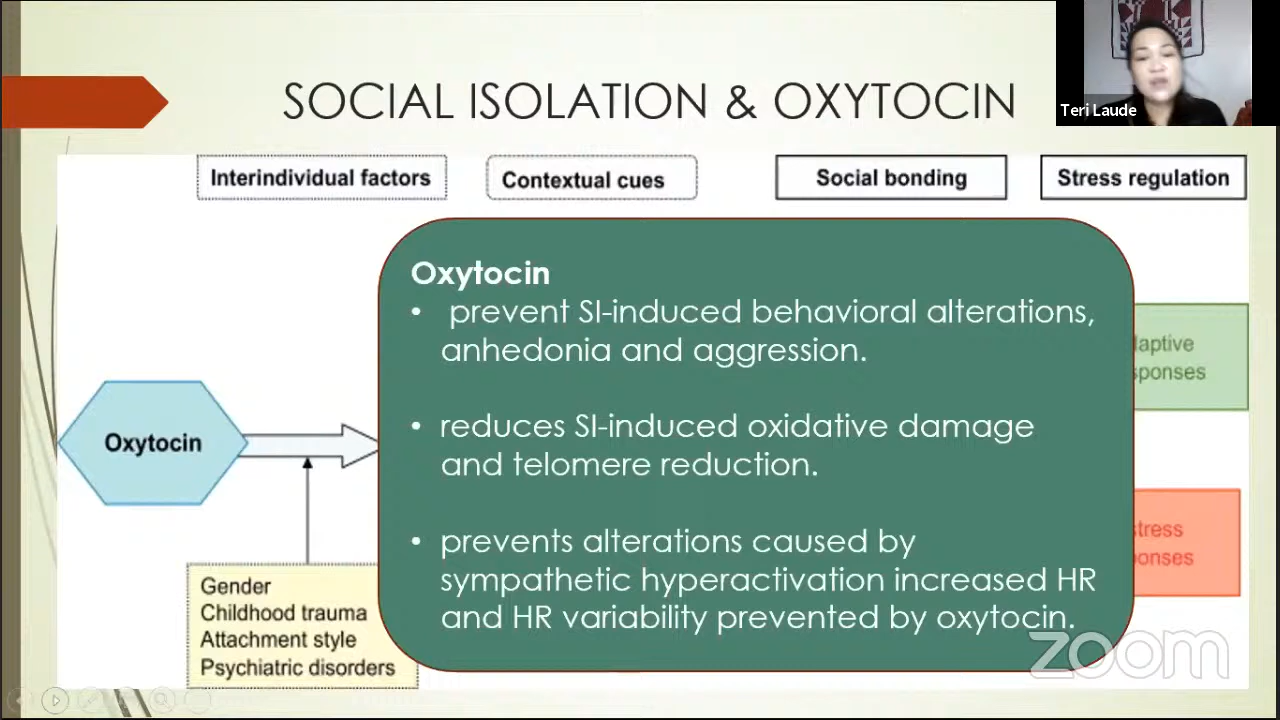 SOCIAL ISOLATION & OXYTOCIN
Teri Laude
Interindividual factors
Contextual cues
Social bonding
Stress regulation
Oxytocin
• prevent SI-induced behavioral alterations,
anhedonia and aggression.
• reduces SI-induced oxidative damage
and telomere reduction.
• prevents alterations caused by
sympathetic hyperactivation increased HR
and HR variability prevented by oxytocin.
Oxytocin
Gender
Childhood trauma
Attachment style
Psychiatric disorders
zoom